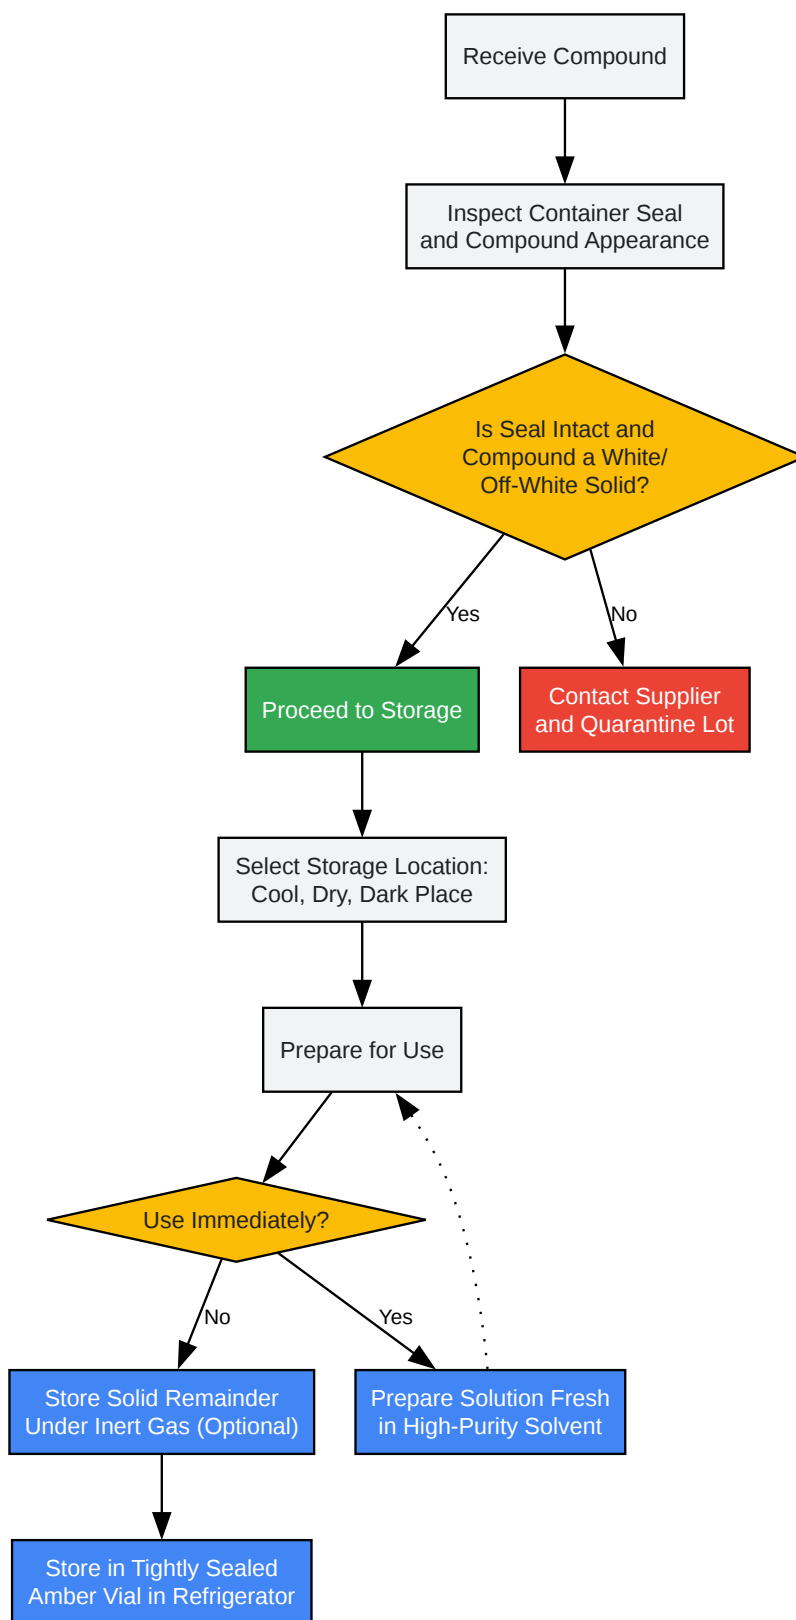 Receive Compound
Inspect Container Seal
and Compound Appearance
Is Seal Intact and
Compound a White/
Off-White Solid?
Yes
No
Proceed to Storage
Contact Supplier
and Quarantine Lot
Select Storage Location:
Cool, Dry, Dark Place
Prepare for Use
Use Immediately?
No
Yes
Store Solid Remainder
Under Inert Gas (Optional)
Prepare Solution Fresh
in High-Purity Solvent
Store in Tightly Sealed
Amber Vial in Refrigerator